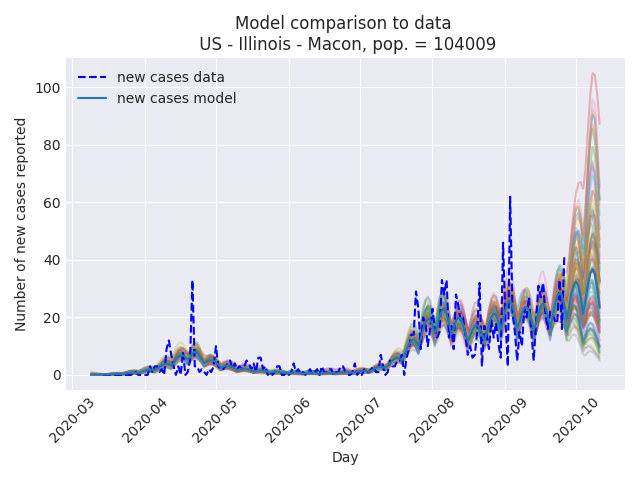 Model comparison to data
US - Illinois - Macon, pop. = 104009
new cases data
new cases model
Number of new cases reported
100
80
60
40
20
0
2020-03
2020-04
2020-05
2020-06
2020-07
2020-08
2020-09
2020-10
Day